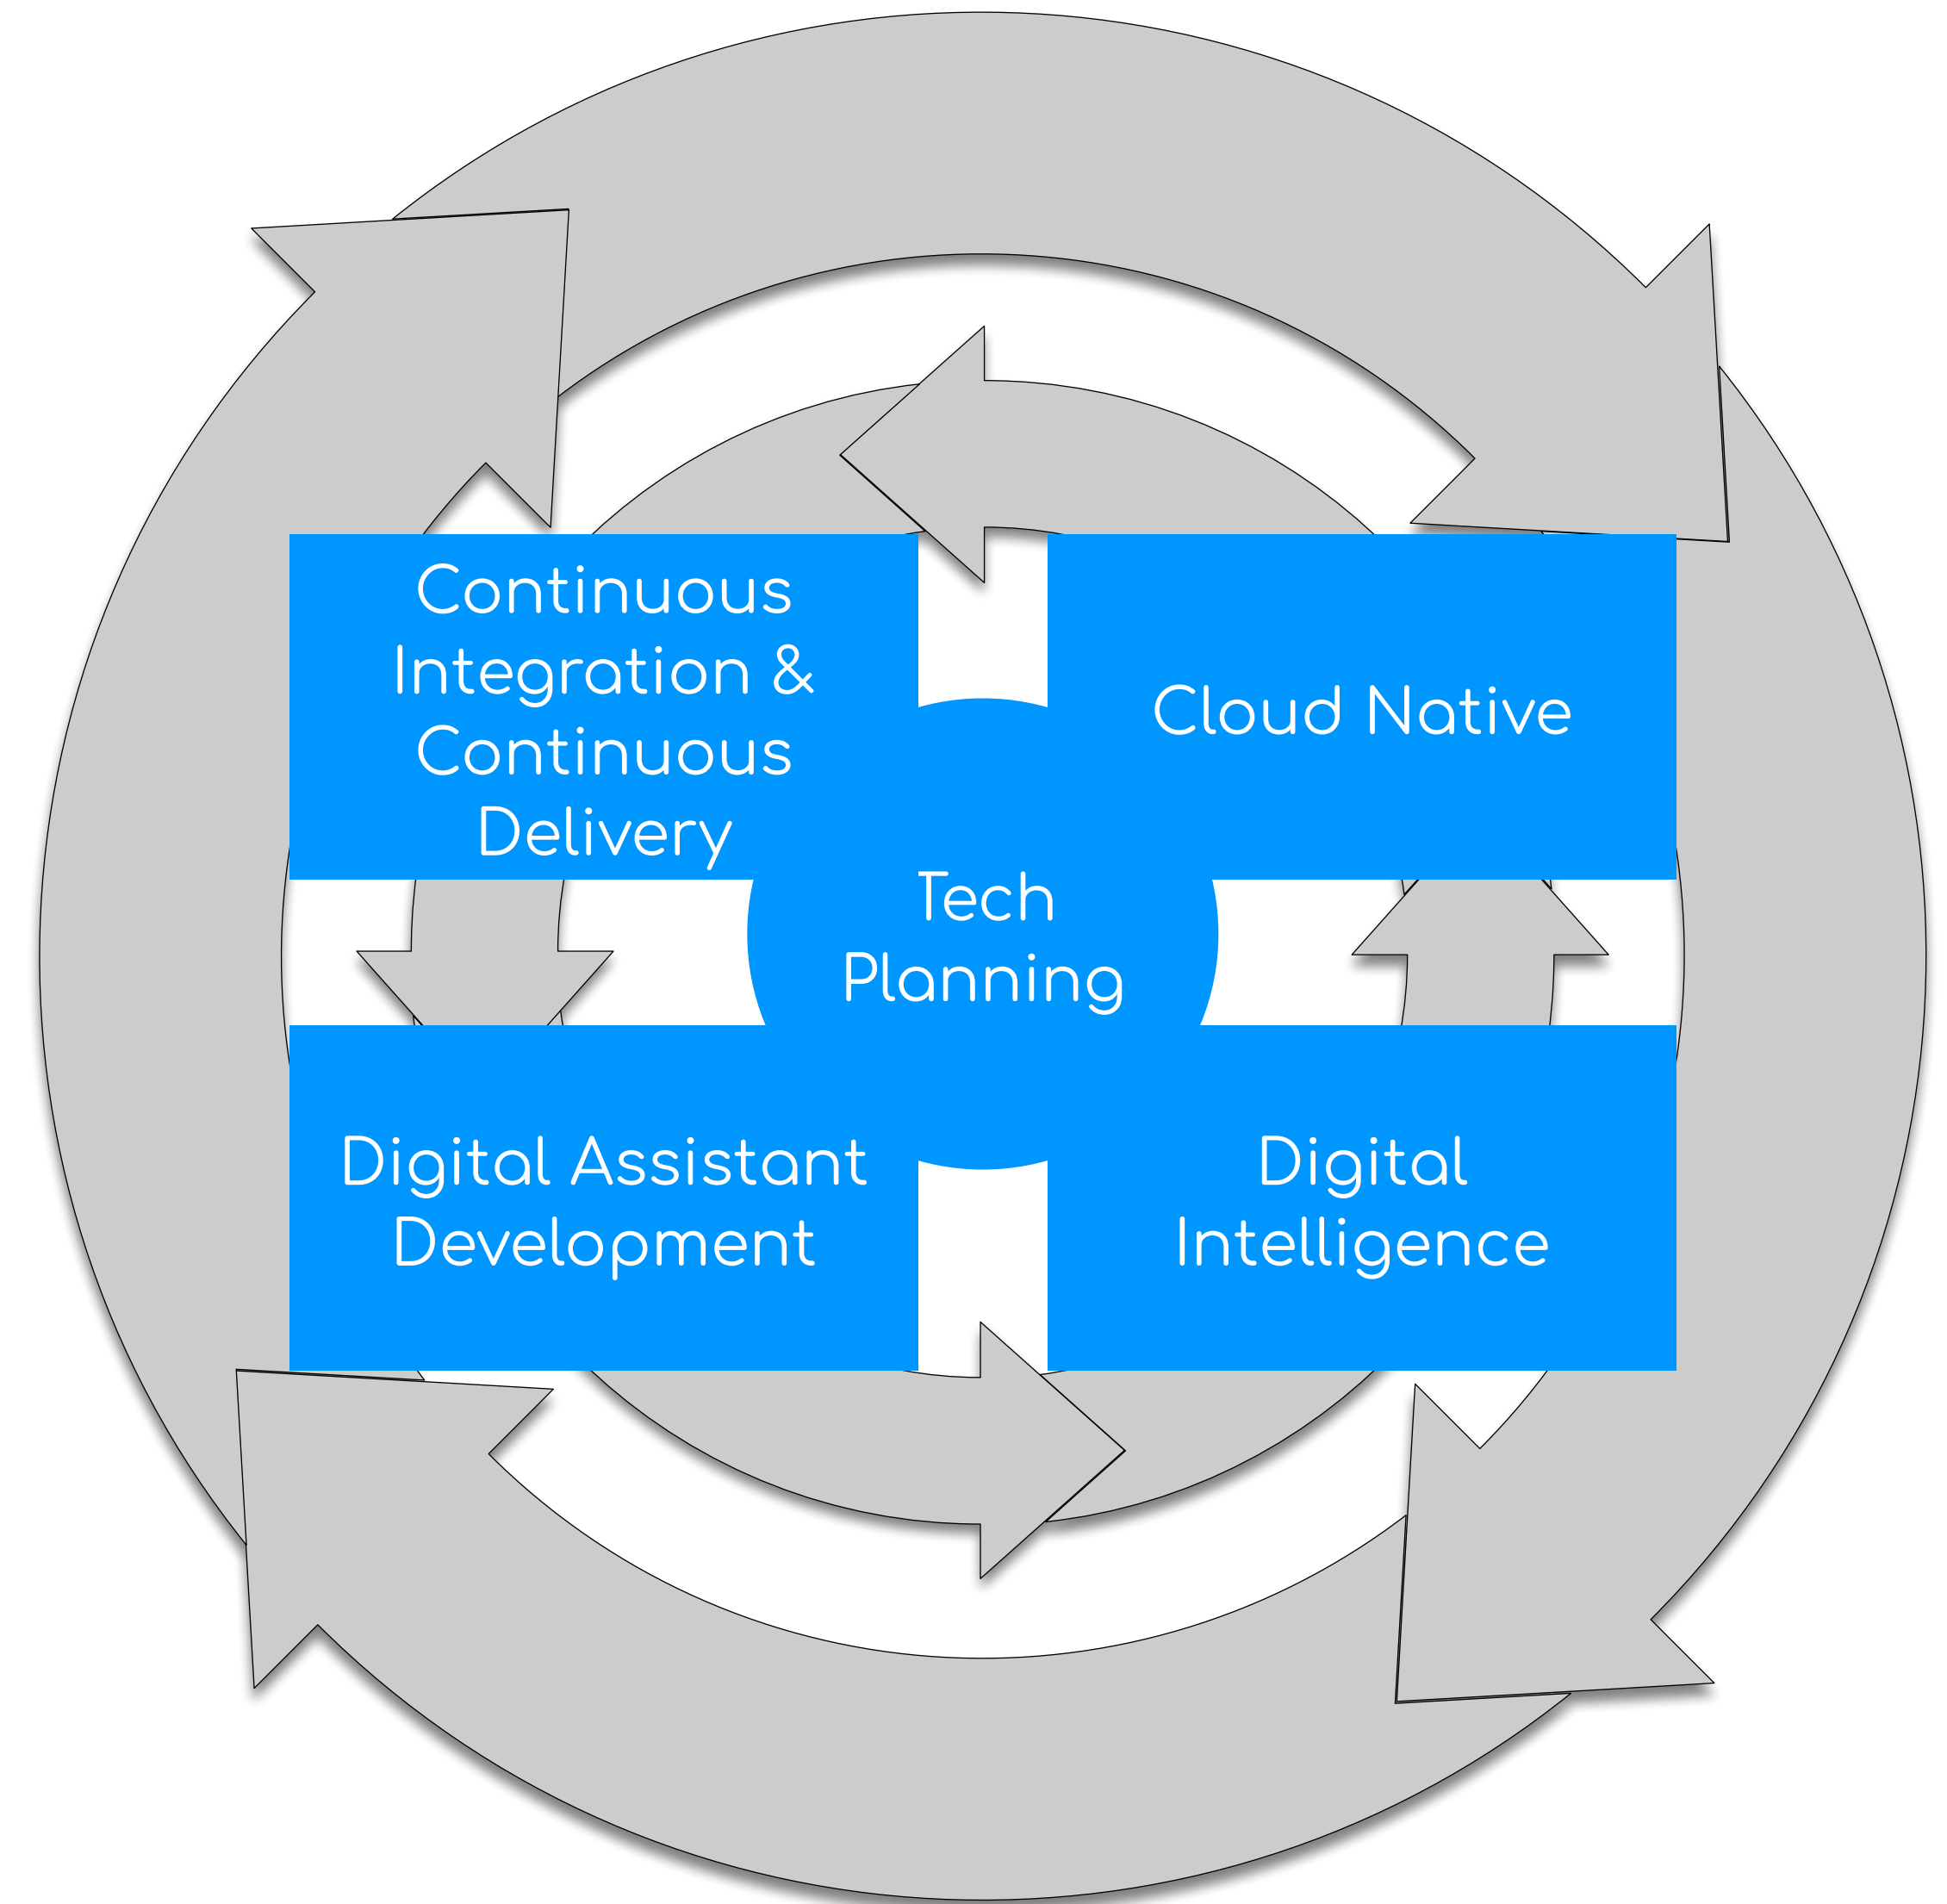 Continuous
Integration &
Continuous
Delivery
Cloud Native
Tech
Planning
Digital Assistant
Development
Digital
Intelligence